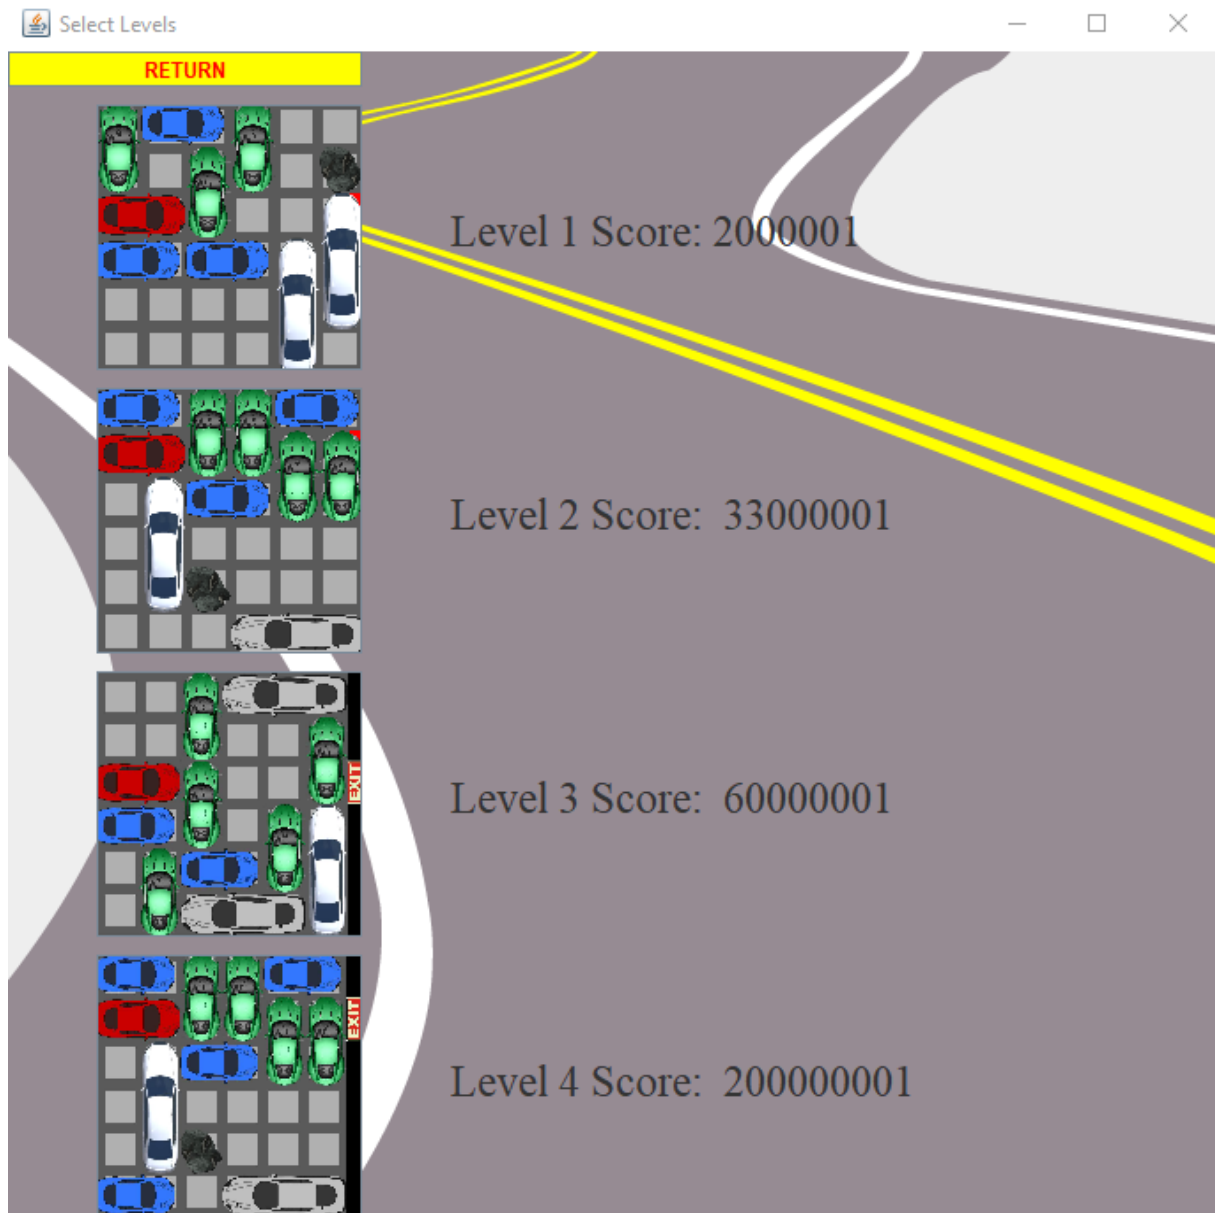 Select Levels
RETURN
Level 1 Score: 2000001
Level 2 Score: 33000001
Level 3 Score: 60000001
EXIT
Level 4 Score: 200000001
EXIT